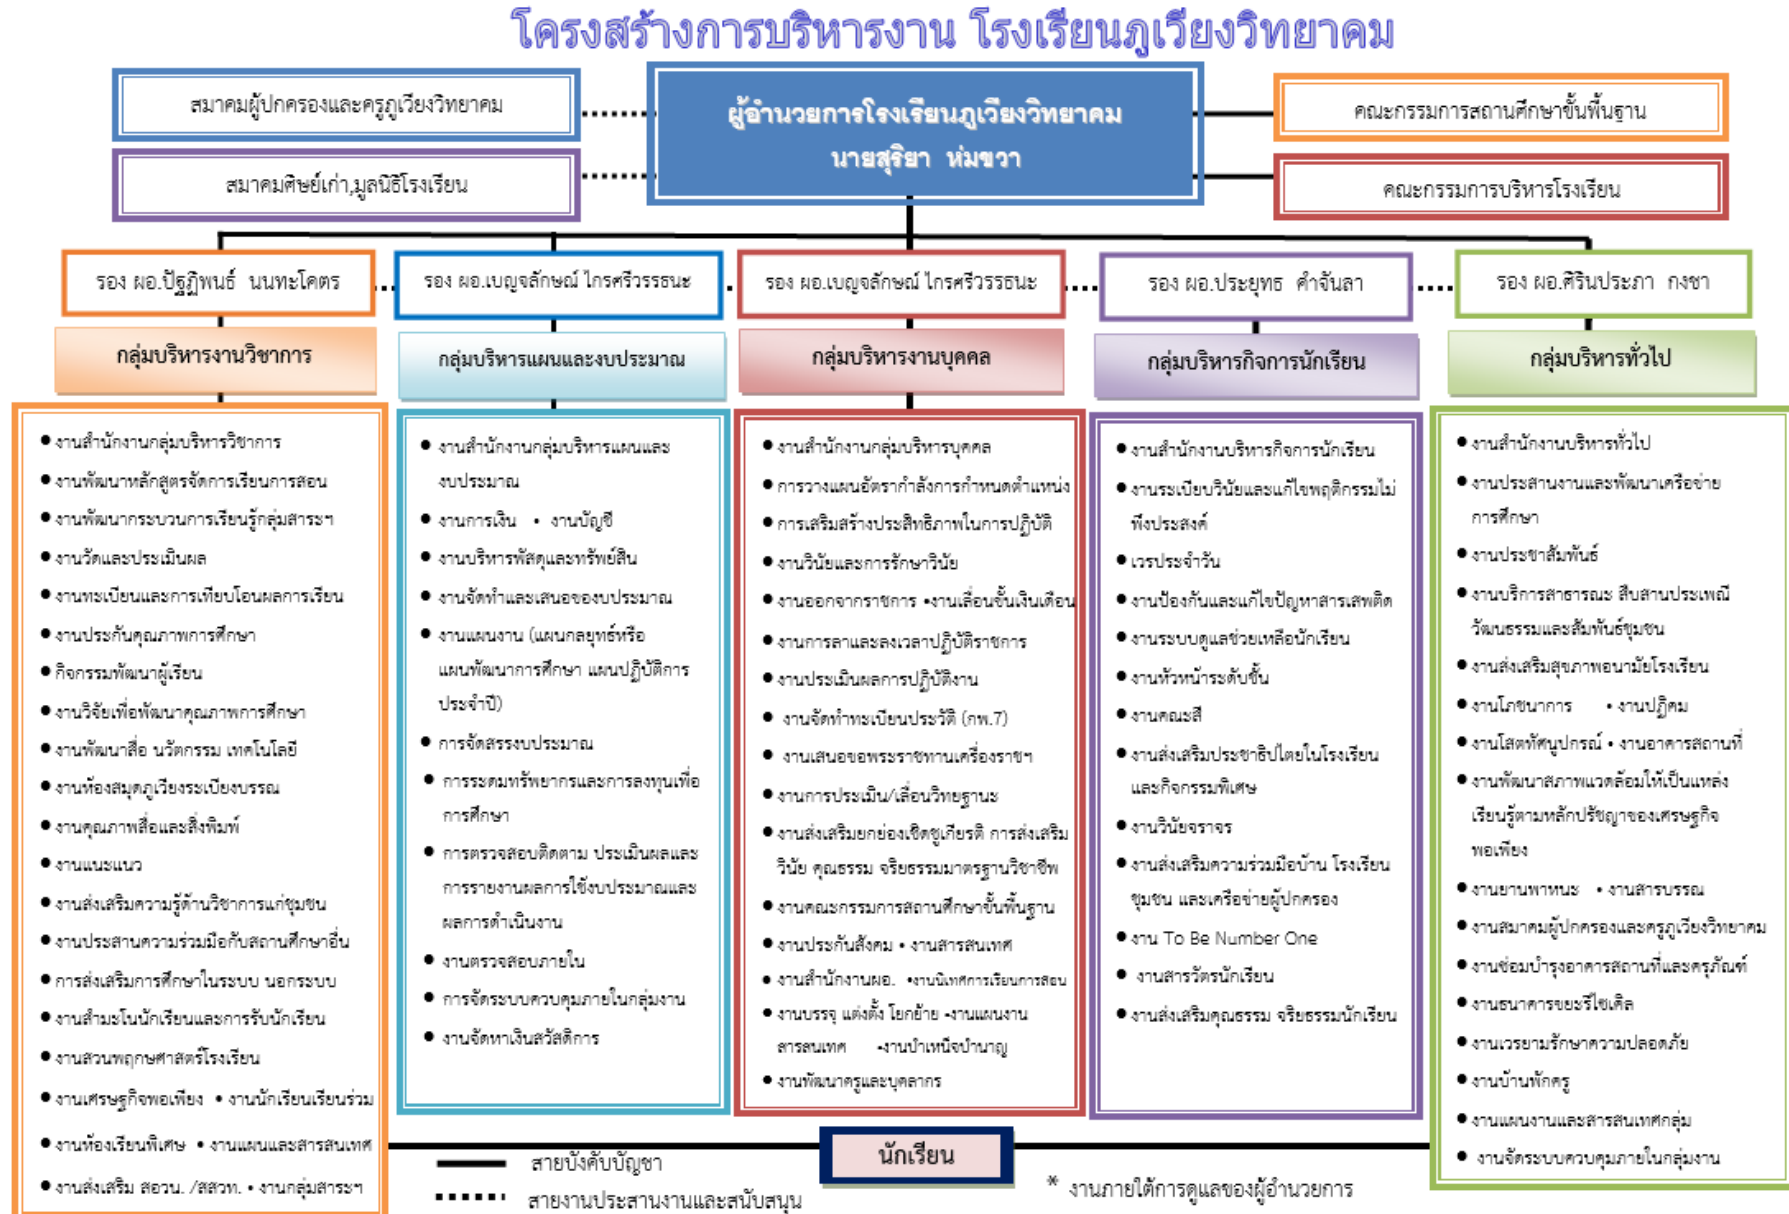 โครงสร้างการบริหารงาน โรงเรียนภูเวียงวิทยาคม
สมาคมผู้ปกครองและครูภูเวียงวิทยาคม
สมาคมศิษย์เก่า,มูลนิธิโรงเรียน
ผู้อำนวยการโรงเรียนภูเวียงวิทยาคม
นายสุริยา ห่มขวา
คณะกรรมการสถานศึกษาขั้นพื้นฐาน
คณะกรรมการบริหารโรงเรียน
รอง ผอ.ปัฐฏิพนธ์ นนทะโคตร
รอง ผอ.เบญจลักษณ์ ไกรศรีวรรธนะ
รอง ผอ.เบญจลักษณ์ ไกรศรีวรรธนะ
รอง ผอ.ประยุทธ คำจันลา
รอง ผอ.ศิรินประภา กงชา
กลุ่มบริหารงานวิชาการ
กลุ่มบริหารแผนและงบประมาณ
กลุ่มบริหารงานบุคคล
กลุ่มบริหารกิจการนักเรียน
กลุ่มบริหารทั่วไป
● งานสำนักงานกลุ่มบริหารวิชาการ
● งานพัฒนาหลักสูตรจัดการเรียนการสอน
● งานพัฒนากระบวนการเรียนรู้กลุ่มสาระฯ
● งานวัดและประเมินผล
● งานทะเบียนและการเทียบโอนผลการเรียน
● งานประกันคุณภาพการศึกษา
● กิจกรรมพัฒนาผู้เรียน
● งานวิจัยเพื่อพัฒนาคุณภาพการศึกษา
● งานพัฒนาสื่อ นวัตกรรม เทคโนโลยี
● งานห้องสมุดภูเวียงระเบียงบรรณ
● งานคุณภาพสื่อและสิ่งพิมพ์
● งานแนะแนว
● งานส่งเสริมความรู้ด้านวิชาการแก่ชุมชน
● งานประสานความร่วมมือกับสถานศึกษาอื่น
● การส่งเสริมการศึกษาในระบบ นอกระบบ
● งานสำมะโนนักเรียนและการรับนักเรียน
● งานสวนพฤกษศาสตร์โรงเรียน
● งานเศรษฐกิจพอเพียง • งานนักเรียนเรียนร่วม
● งานห้องเรียนพิเศษ • งานแผนและสารสนเทศ
● งานส่งเสริม สอวน. /สสวท. • งานกลุ่มสาระฯ
● งานสำนักงานกลุ่มบริหารแผนและ
งบประมาณ
● งานการเงิน • งานบัญชี
● งานบริหารพัสดุและทรัพย์สิน
● งานจัดทำและเสนอของบประมาณ
● งานแผนงาน (แผนกลยุทธ์หรือ
แผนพัฒนาการศึกษา แผนปฏิบัติการ
ประจำปี)
● การจัดสรรงบประมาณ
● การระดมทรัพยากรและการลงทุนเพื่อ
การศึกษา
● การตรวจสอบติดตาม ประเมินผลและ
การรายงานผลการใช้งบประมาณและ
ผลการดำเนินงาน
● งานตรวจสอบภายใน
● การจัดระบบควบคุมภายในกลุ่มงาน
● งานจัดหาเงินสวัสดิการ
● งานสำนักงานกลุ่มบริหารบุคคล
● การวางแผนอัตรากำลังการกำหนดตำแหน่ง
● การเสริมสร้างประสิทธิภาพในการปฏิบัติ
● งานวินัยและการรักษาวินัย
● งานออกจากราชการ •งานเลื่อนขั้นเงินเดือน
● งานการลาและลงเวลาปฏิบัติราชการ
● งานประเมินผลการปฏิบัติงาน
● งานจัดทำทะเบียนประวัติ (กพ.7)
● งานเสนอขอพระราชทานเครื่องราชฯ
● งานการประเมิน/เลื่อนวิทยฐานะ
● งานส่งเสริมยกย่องเชิดชูเกียรติ การส่งเสริม
วินัย คุณธรรม จริยธรรมมาตรฐานวิชาชีพ
● งานคณะกรรมการสถานศึกษาขั้นพื้นฐาน
● งานประกันสังคม • งานสารสนเทศ
● งานสำนักงานผอ. •งานนิเทศการเรียนการสอน
● งานบรรจุ แต่งตั้ง โยกย้าย •งานแผนงาน
สารสนเทศ •งานบำเหน็จบำนาญ
● งานพัฒนาครูและบุคลากร
● งานสำนักงานบริหารกิจการนักเรียน
● งานระเบียบวินัยและแก้ไขพฤติกรรมไม่
พึงประสงค์
● เวรประจำวัน
● งานป้องกันและแก้ไขปัญหาสารเสพติด
● งานระบบดูแลช่วยเหลือนักเรียน
● งานหัวหน้าระดับชั้น
● งานคณะสี
● งานส่งเสริมประชาธิปไตยในโรงเรียน
และกิจกรรมพิเศษ
● งานวินัยจราจร
● งานส่งเสริมความร่วมมือบ้าน โรงเรียน
ชุมชน และเครือข่ายผู้ปกครอง
● งาน To Be Number One
● งานสารวัตรนักเรียน
● งานส่งเสริมคุณธรรม จริยธรรมนักเรียน
● งานสำนักงานบริหารทั่วไป
● งานประสานงานและพัฒนาเครือข่าย
การศึกษา
● งานประชาสัมพันธ์
● งานบริการสาธารณะ สืบสานประเพณี
วัฒนธรรมและสัมพันธ์ชุมชน
● งานส่งเสริมสุขภาพอนามัยโรงเรียน
● งานโภชนาการ • งานปฏิคม
● งานโสตทัศนูปกรณ์ • งานอาคารสถานที่
● งานพัฒนาสภาพแวดล้อมให้เป็นแหล่ง
เรียนรู้ตามหลักปรัชญาของเศรษฐกิจ
พอเพียง
● งานยานพาหนะ • งานสารบรรณ
● งานสมาคมผู้ปกครองและครูภูเวียงวิทยาคม
● งานซ่อมบำรุงอาคารสถานที่และครุภัณฑ์
● งานธนาคารขยะรีไซเคิล
● งานเวรยามรักษาความปลอดภัย
● งานบ้านพักครู
● งานแผนงานและสารสนเทศกลุ่ม
● งานจัดระบบควบคุมภายในกลุ่มงาน
นักเรียน
สายบังคับบัญชา
สายงานประสานงานและสนับสนุน
* งานภายใต้การดูแลของผู้อำนวยการ